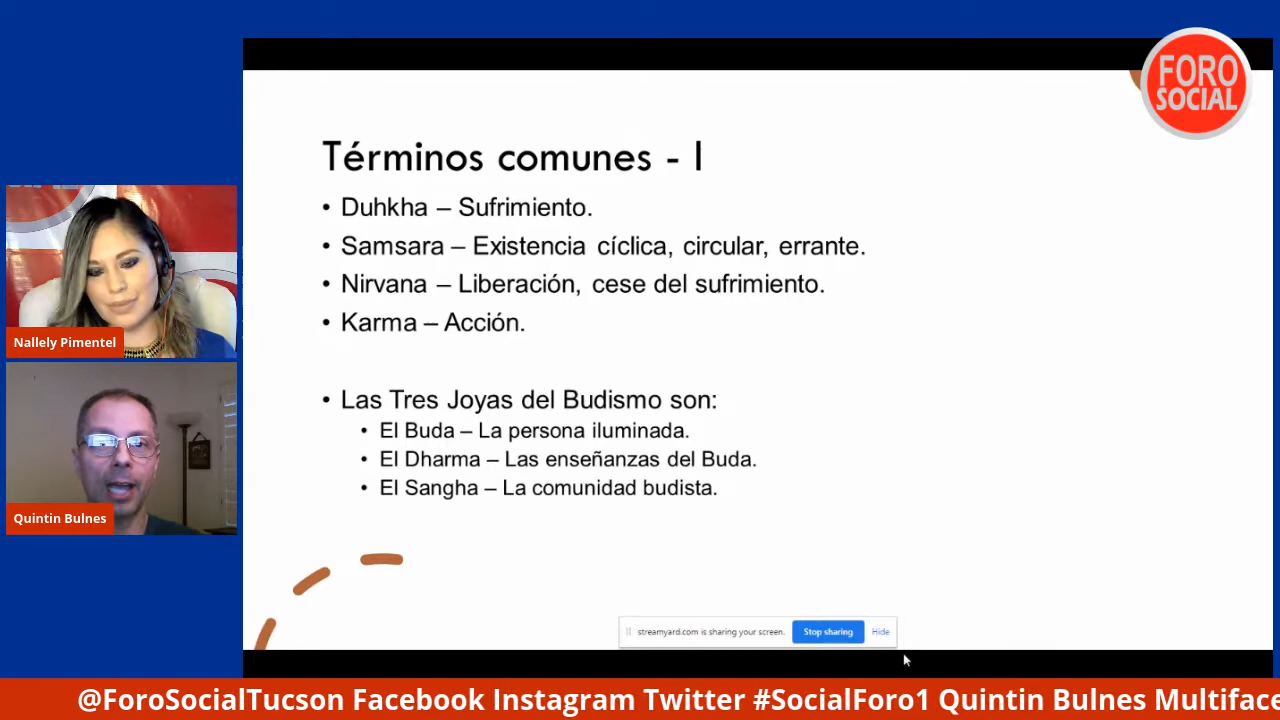 FORO
SOCIAL
Términos comunes - I
• Duhkha – Sufrimiento.
• Samsara – Existencia cíclica, circular, errante.
• Nirvana – Liberación, cese del sufrimiento.
• Karma – Acción.
• Las Tres Joyas del Budismo son:
• El Buda – La persona iluminada.
• El Dharma – Las enseñanzas del Buda.
• El Sangha – La comunidad budista.
Nallely Pimentel
Quintin Bulnes
streamyard.com is sharing your screen. Stop sharing Hide
@ForoSocialTucson Facebook Instagram Twitter #SocialForo1 Quintin Bulnes Multiface